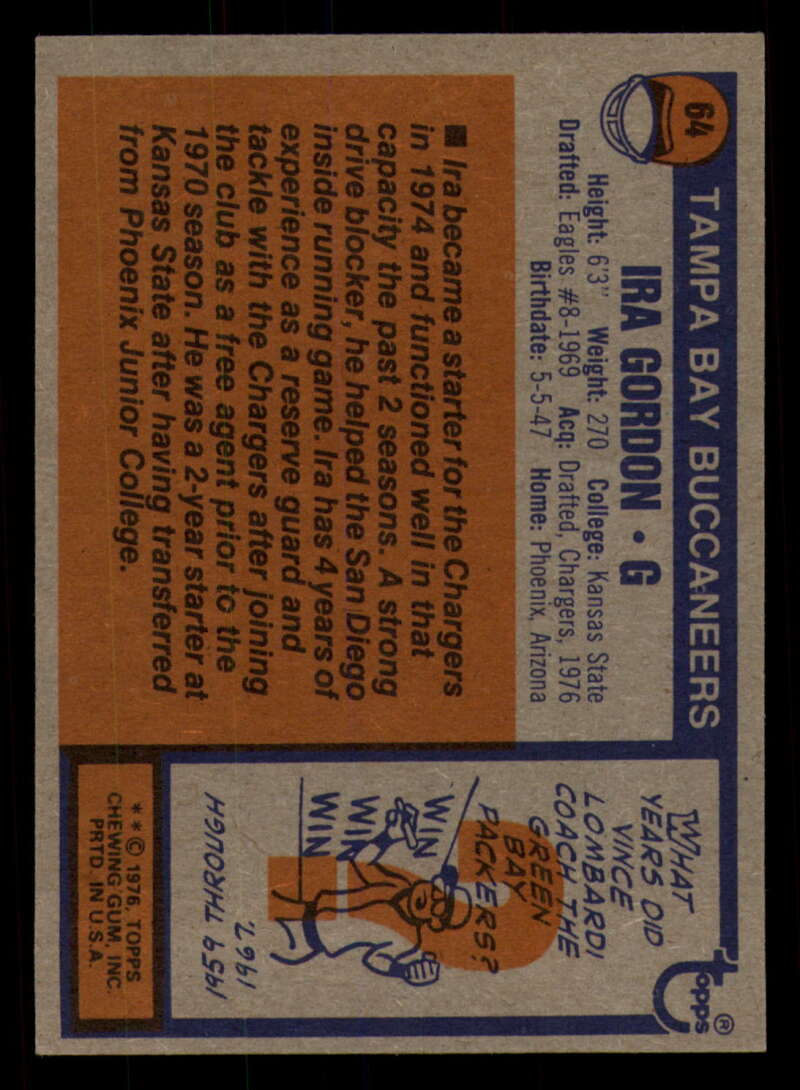 64
TAMPA BAY BUCCANEERS
IRA GORDON • G
Height: 6'3" Weight: 270 College: Kansas State
Drafted: Eagles #8-1969 Acq: Drafted, Chargers, 1976
Birthdate: 5-5-47 Home: Phoenix, Arizona
■ Ira became a starter for the Chargers
in 1974 and functioned well in that
capacity the past 2 seasons. A strong
drive blocker, he helped the San Diego
inside running game. Ira has 4 years of
experience as a reserve guard and
tackle with the Chargers after joining
the club as a free agent prior to the
1970 season. He was a 2-year starter at
Kansas State after having transferred
from Phoenix Junior College.
topps®
WHAT
YEARS DID
VINCE
LOMBARDI
COACH THE
GREEN
BAY
PACKERS?
?
WIN
WIN
WIN
1959 THROUGH
1967.
**© 1976, TOPPS
CHEWING GUM, INC.
PRTD. IN U.S.A.